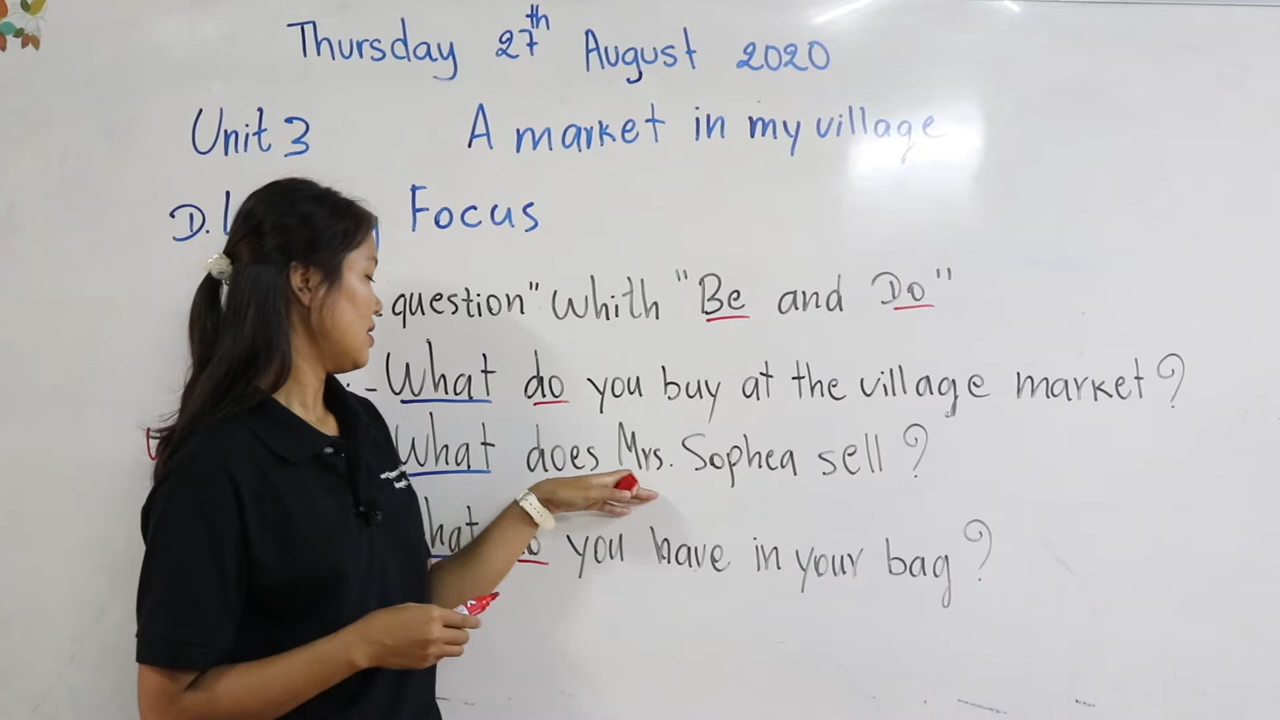 Thursday 27th August 2020
Unit 3 A market in my village
D. Focus
question" Whith "Be and Do"
- What do you buy at the village market?
What does Mrs. Sophea sell?
you have in your bag?